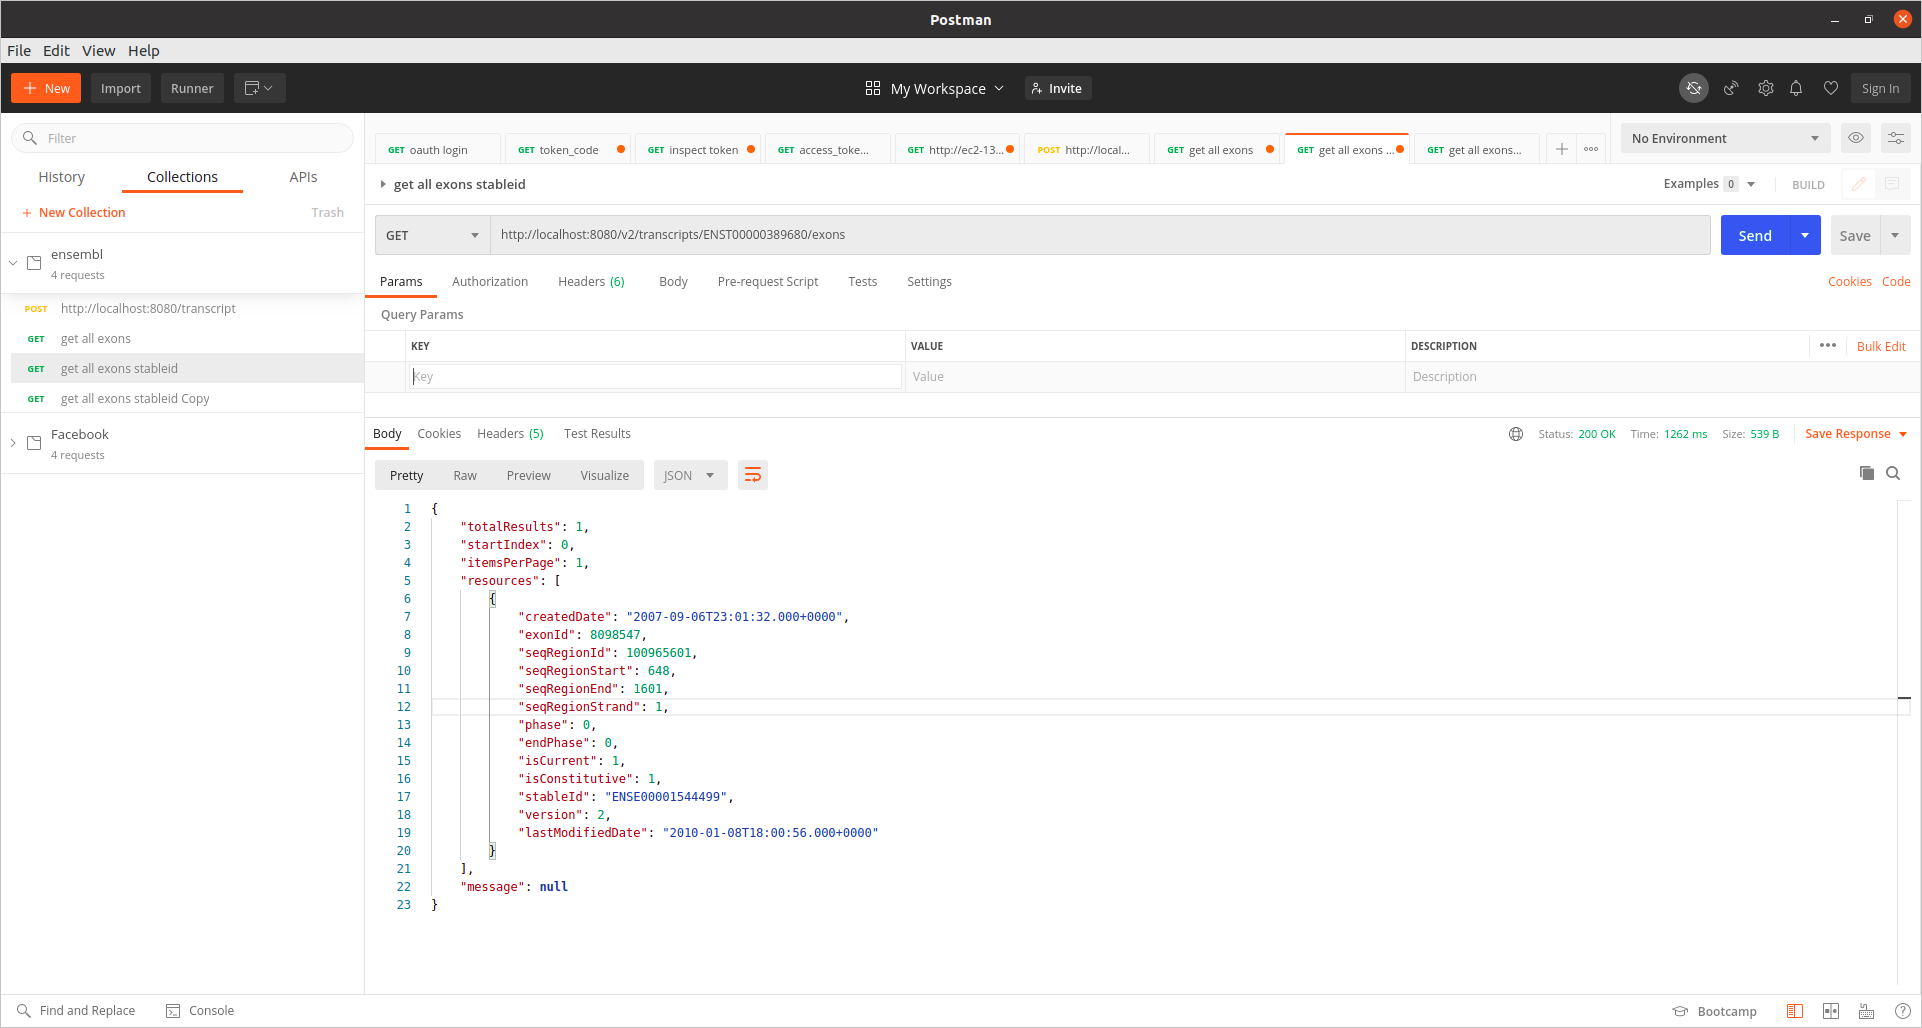 Postman
File Edit View Help
New Import Runner My Workspace Invite Sign In
Filter
History Collections APIs
+ New Collection Trash
ensembl
4 requests
POST http://localhost:8080/transcript
GET get all exons
GET get all exons stableid
GET get all exons stableid Copy
Facebook
4 requests
GET oauth login GET token_code GET inspect token GET access_toke... GET http://ec2-13... POST http://local... GET get all exons GET get all exons ... GET get all exons...
No Environment
get all exons stableid Examples 0 BUILD
GET http://localhost:8080/v2/transcripts/ENST00000389680/exons Send Save
Params Authorization Headers (6) Body Pre-request Script Tests Settings Cookies Code
Query Params
KEY VALUE DESCRIPTION Bulk Edit
Key Value Description
Body Cookies Headers (5) Test Results Status: 200 OK Time: 1262 ms Size: 539 B Save Response
Pretty Raw Preview Visualize JSON
1 {
2 "totalResults": 1,
3 "startIndex": 0,
4 "itemsPerPage": 1,
5 "resources": [
6 {
7 "createdDate": "2007-09-06T23:01:32.000+0000",
8 "exonId": 8098547,
9 "seqRegionId": 100965601,
10 "seqRegionStart": 648,
11 "seqRegionEnd": 1601,
12 "seqRegionStrand": 1,
13 "phase": 0,
14 "endPhase": 0,
15 "isCurrent": 1,
16 "isConstitutive": 1,
17 "stableId": "ENSE00001544499",
18 "version": 2,
19 "lastModifiedDate": "2010-01-08T18:00:56.000+0000"
20 }
21 ],
22 "message": null
23 }
Find and Replace Console Bootcamp